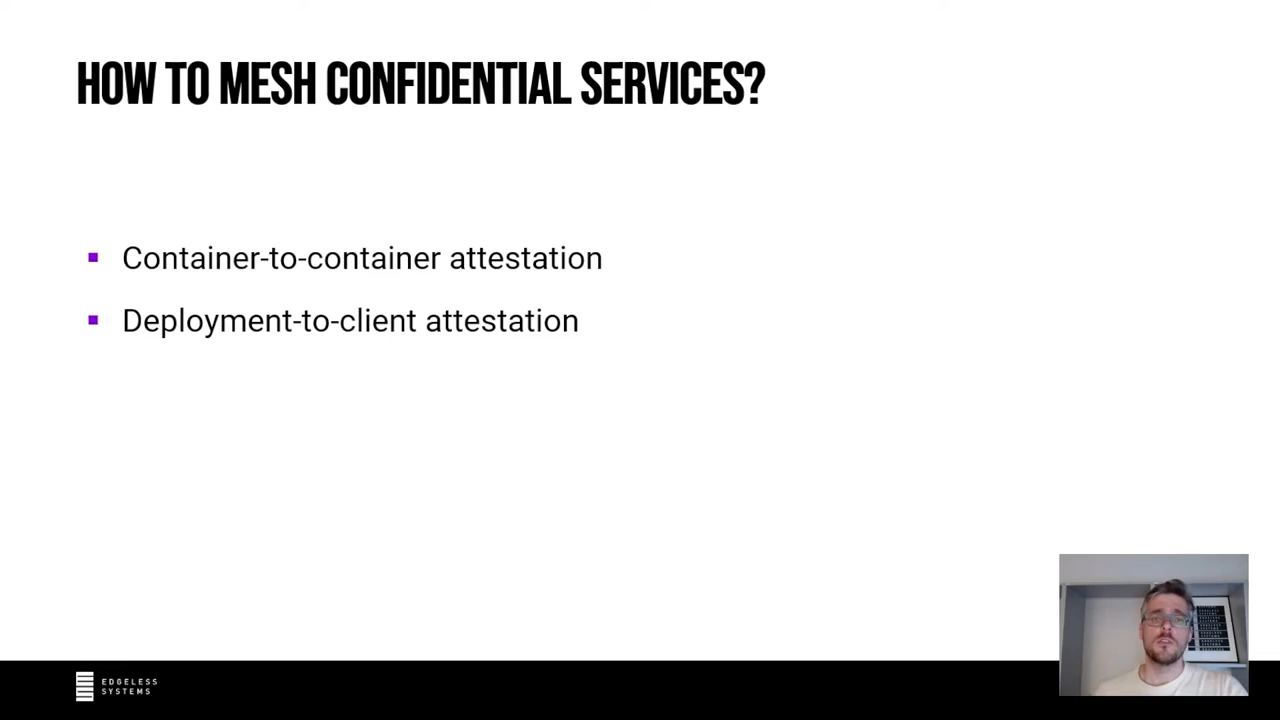 HOW TO MESH CONFIDENTIAL SERVICES?
Container-to-container attestation
Deployment-to-client attestation
EDGELESS
SYSTEMS